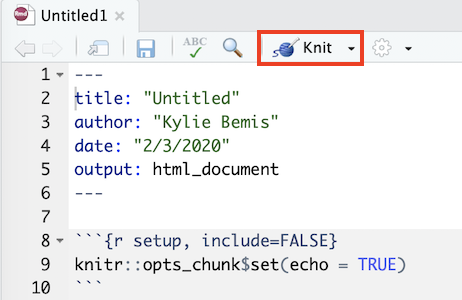 Untitled1
ABC
Knit
1 ---
2 title: "Untitled"
3 author: "Kylie Bemis"
4 date: "2/3/2020"
5 output: html_document
6 ---
7
8 ```{r setup, include=FALSE}
9 knitr::opts_chunk$set(echo = TRUE)
10 ```